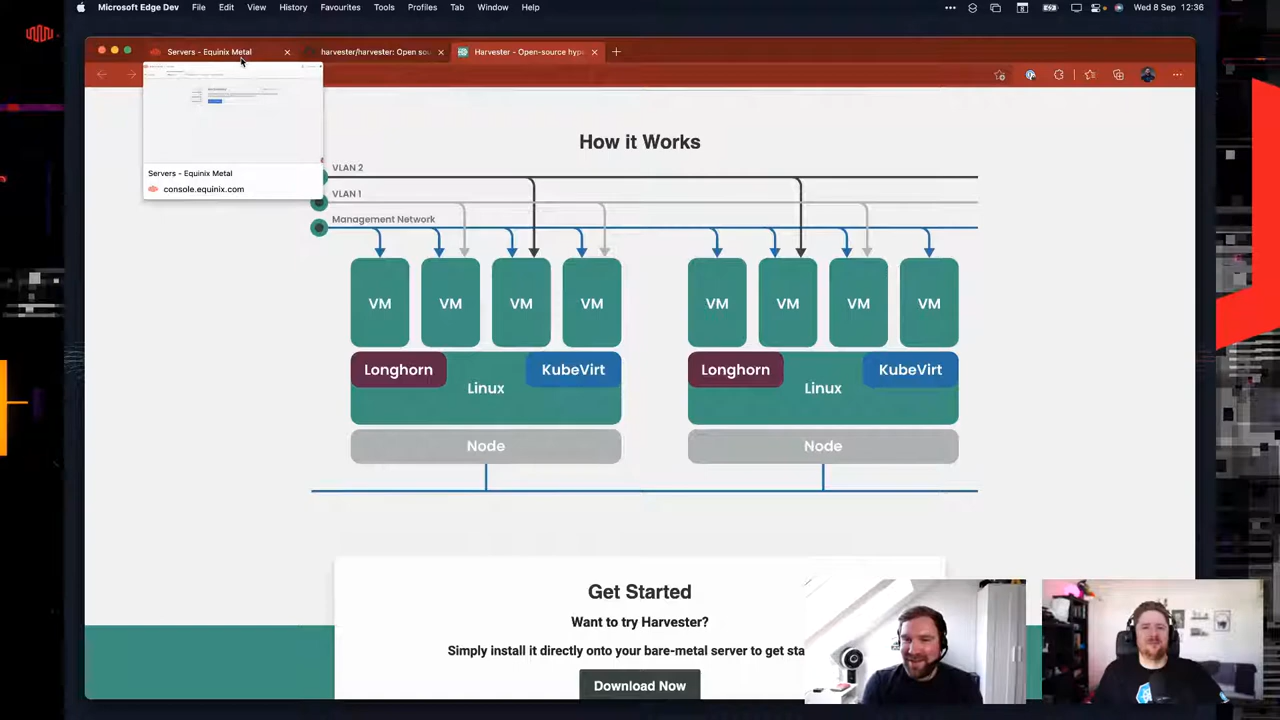 Microsoft Edge Dev File Edit View History Favourites Tools Profiles Tab Window Help
Wed 8 Sep 12:36
Servers - Equinix Metal
harvester/harvester: Open sou
Harvester - Open-source hype
Servers - Equinix Metal
console.equinix.com
How it Works
VLAN 2
VLAN 1
Management Network
VM VM VM VM VM VM VM VM
Longhorn KubeVirt Longhorn KubeVirt
Linux Linux
Node Node
Get Started
Want to try Harvester?
Simply install it directly onto your bare-metal server to get sta
Download Now